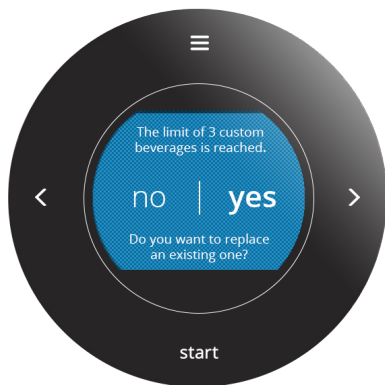 The limit of 3 custom
beverages is reached.
no | yes
Do you want to replace
an existing one?
start